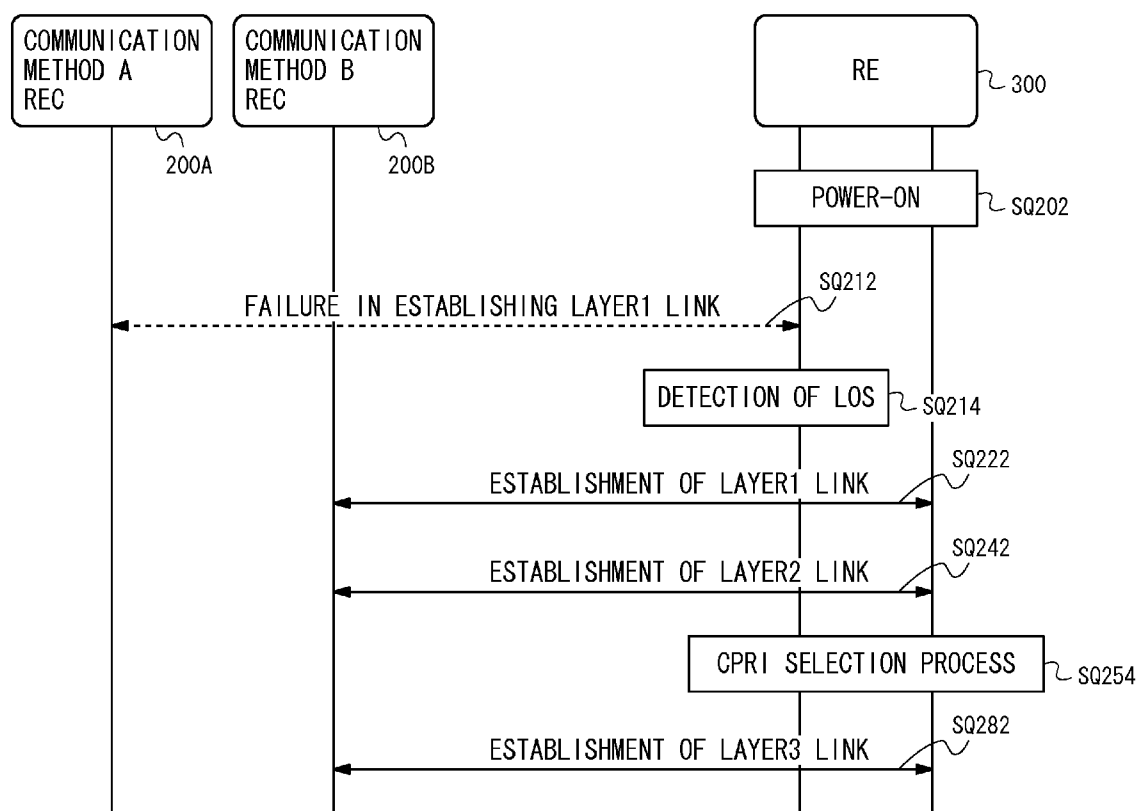 COMMUNICATION
METHOD A
REC
COMMUNICATION
METHOD B
REC
RE
300
200A
200B
POWER-ON
SQ202
SQ212
FAILURE IN ESTABLISHING LAYER1 LINK
DETECTION OF LOS
SQ214
SQ222
ESTABLISHMENT OF LAYER1 LINK
SQ242
ESTABLISHMENT OF LAYER2 LINK
CPRI SELECTION PROCESS
SQ254
SQ282
ESTABLISHMENT OF LAYER3 LINK